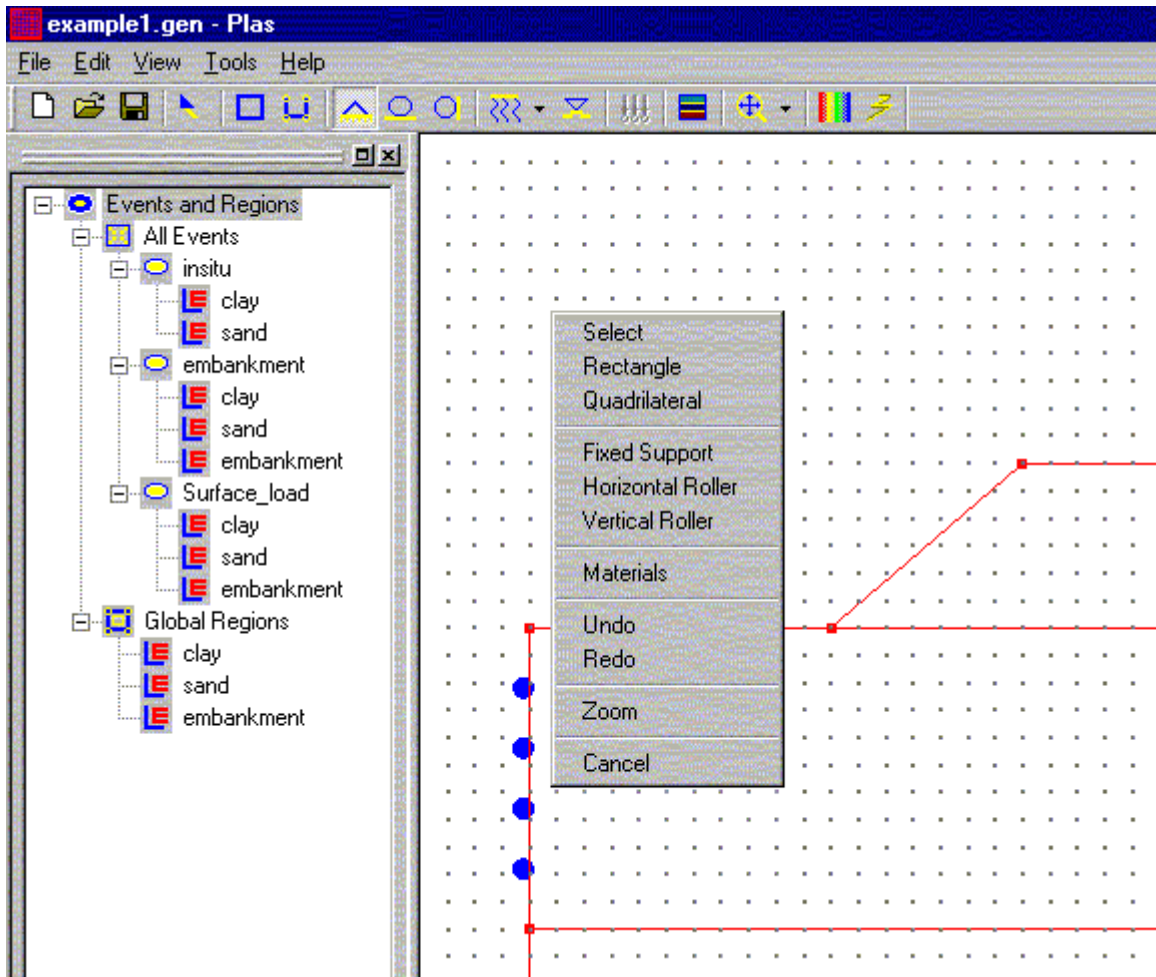 example1.gen - Plas
File Edit View Tools Help
Events and Regions
All Events
insitu
clay
sand
embankment
clay
sand
embankment
Surface_load
clay
sand
embankment
Global Regions
clay
sand
embankment
Select
Rectangle
Quadrilateral
Fixed Support
Horizontal Roller
Vertical Roller
Materials
Undo
Redo
Zoom
Cancel